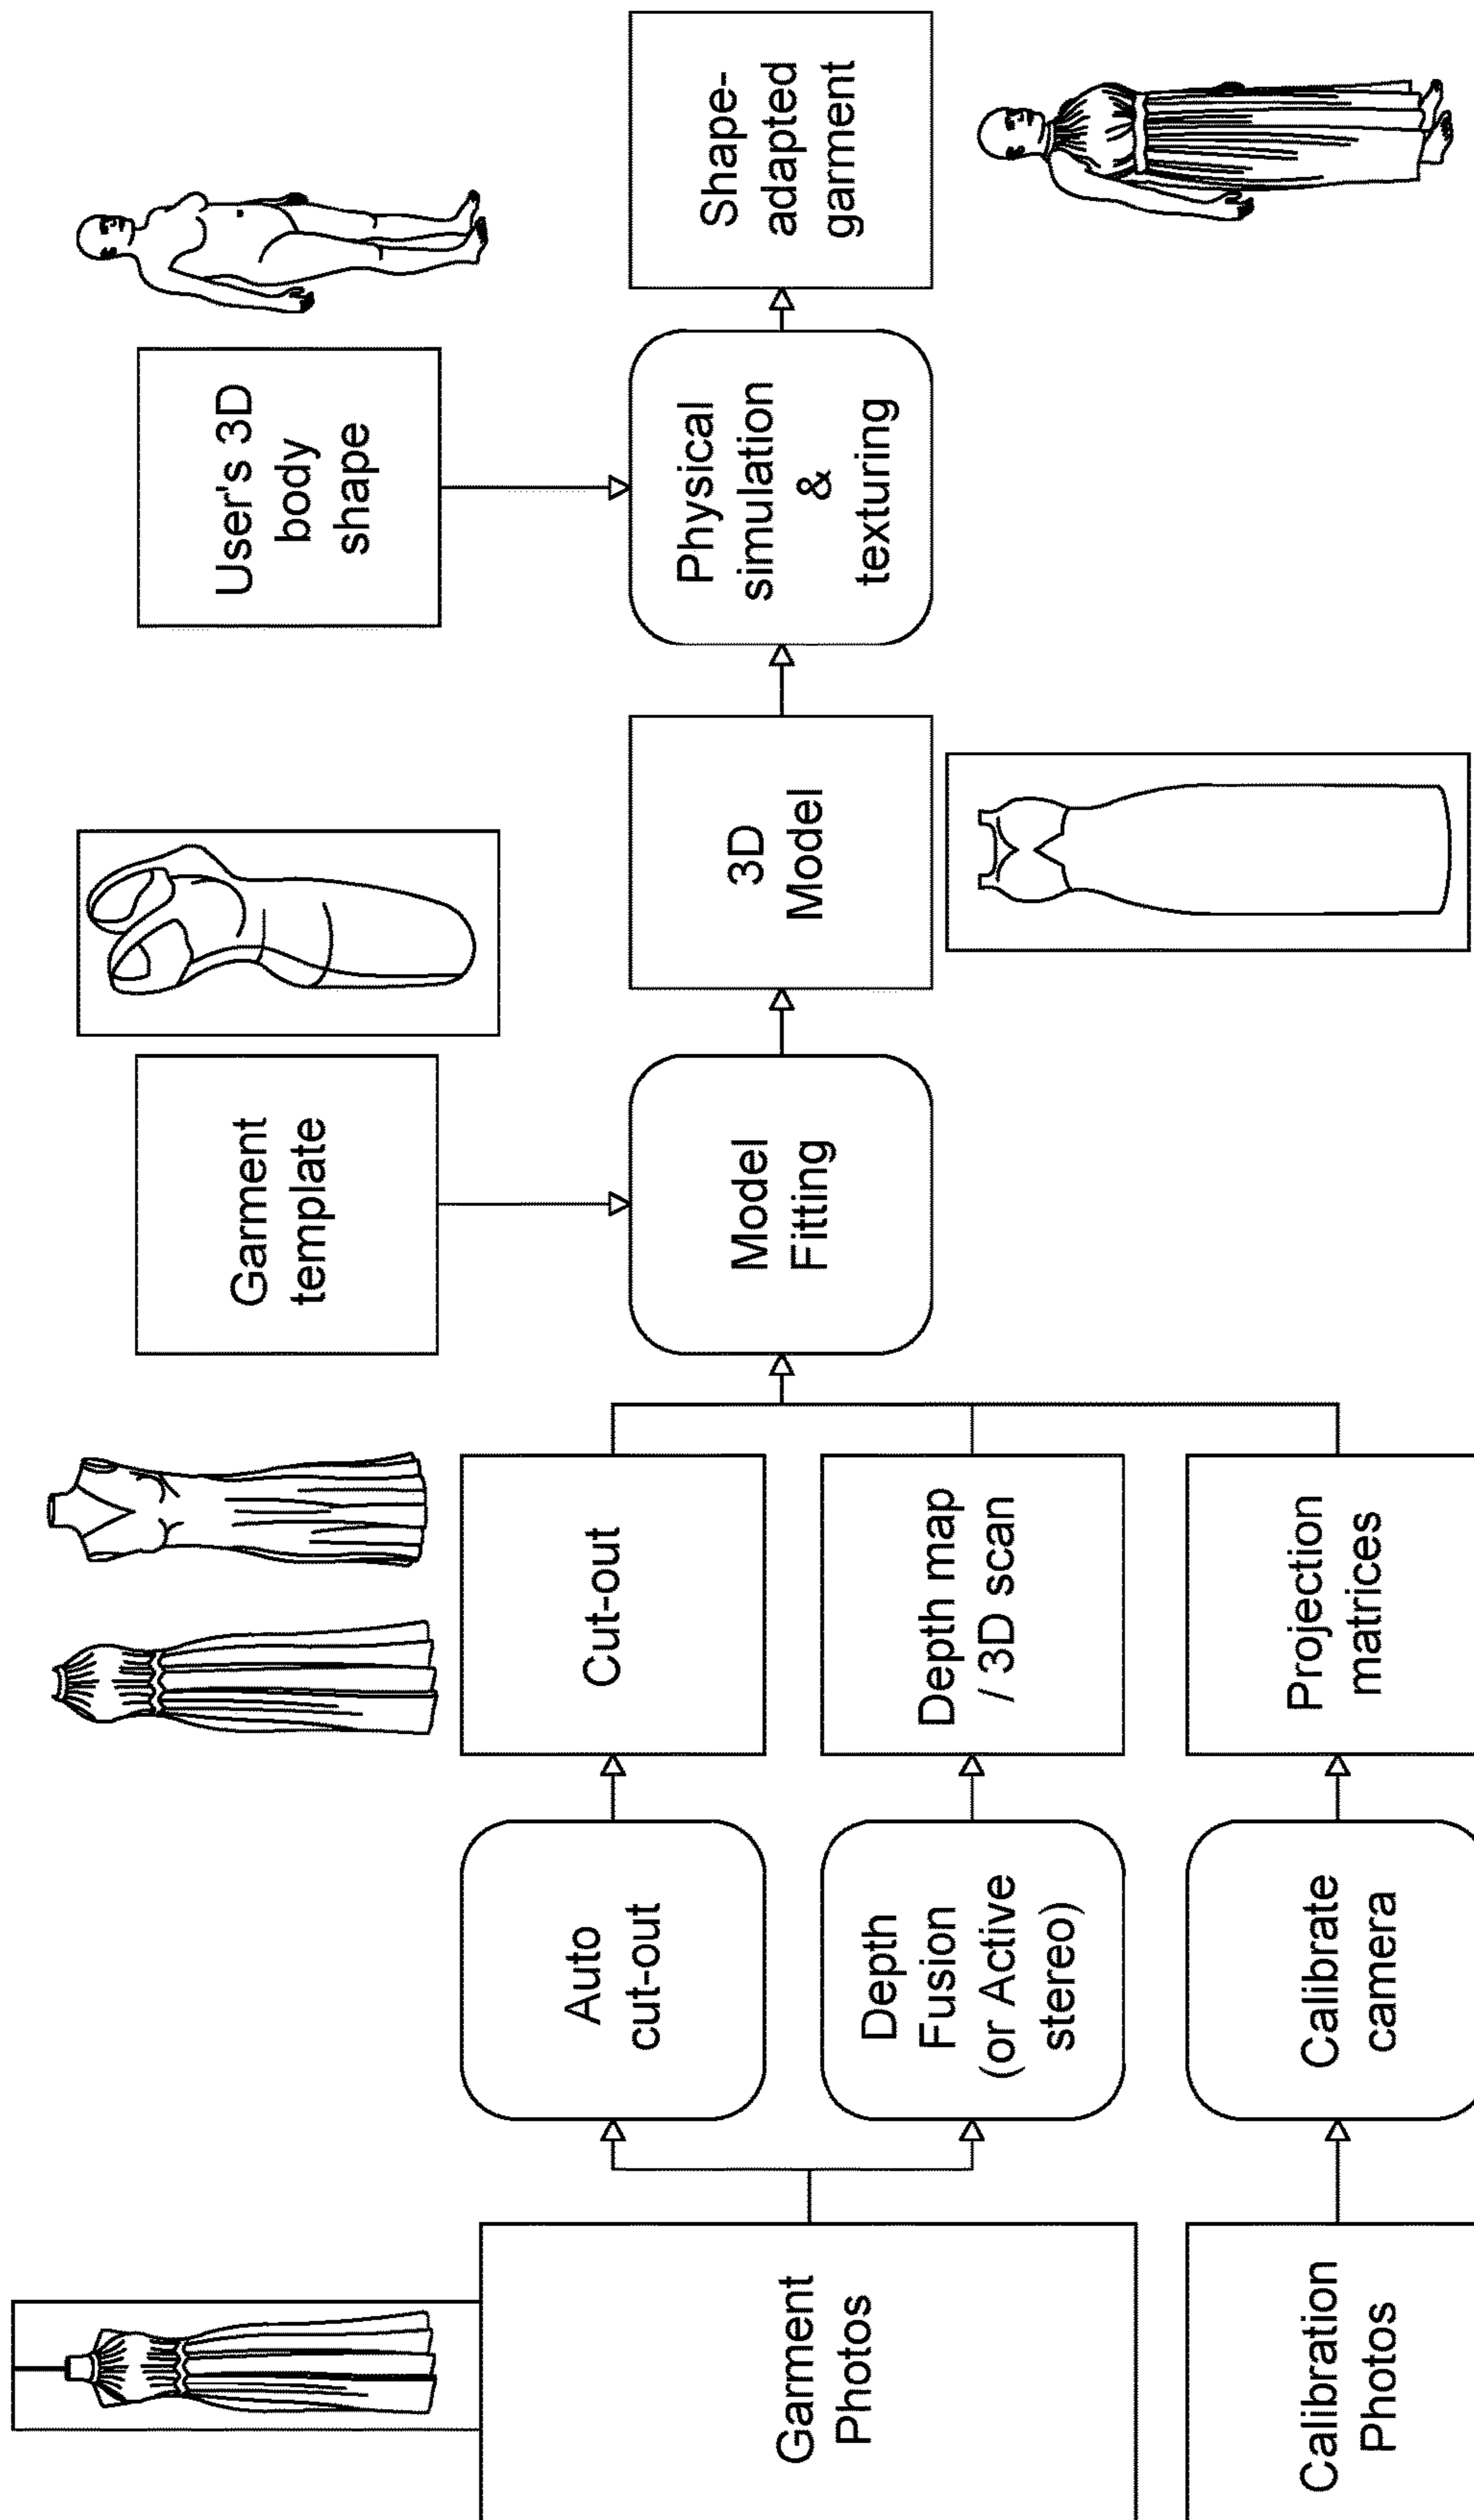 Garment
Photos
Calibration
Photos
Auto
cut-out
Depth
Fusion
(or Active
stereo)
Calibrate
camera
Cut-out
Depth map
/ 3D scan
Projection
matrices
Garment
template
Model
Fitting
3D
Model
User's 3D
body
shape
Physical
simulation
&
texturing
Shape-
adapted
garment